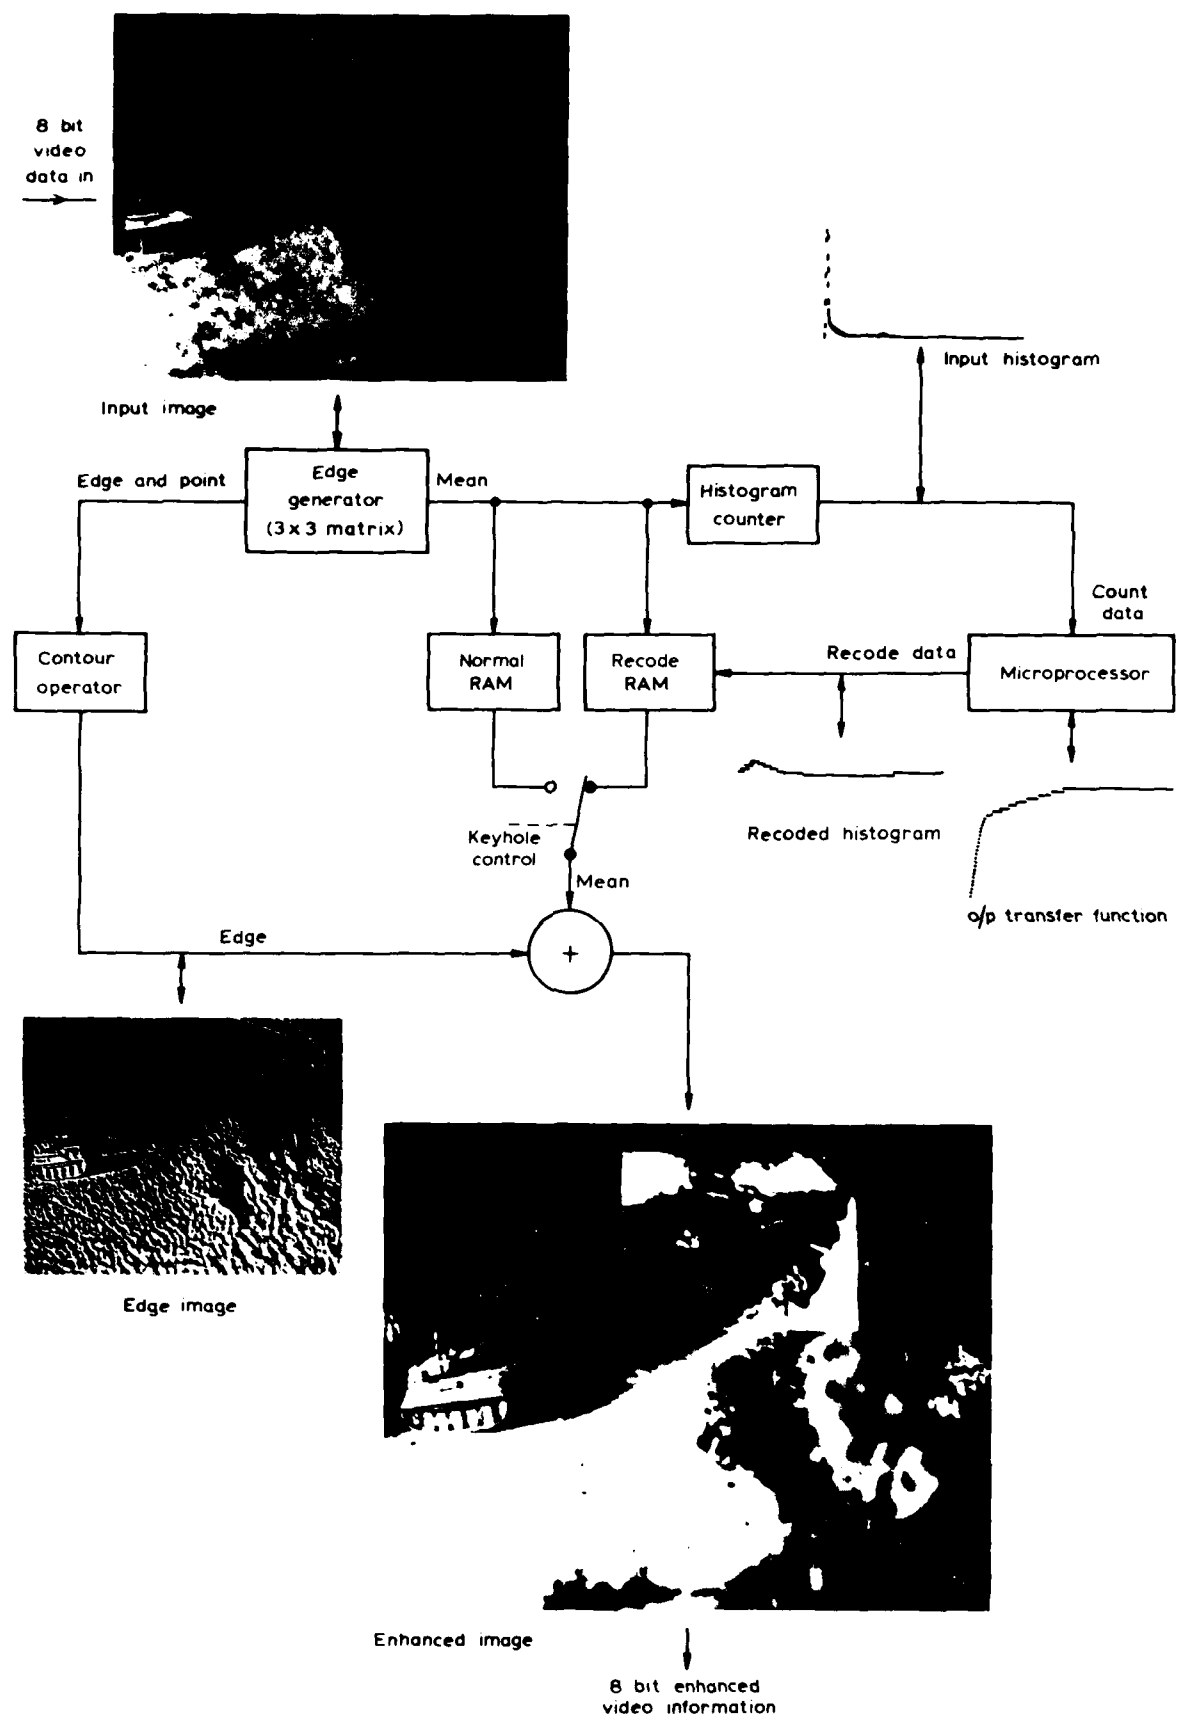 8 bit
video
data in
Input image
Input histogram
Edge and point
Edge
generator
(3x3 matrix)
Mean
Histogram
counter
Count
data
Contour
operator
Normal
RAM
Recode
RAM
Recode data
Microprocessor
Keyhole
control
Recoded histogram
Mean
o/p transfer function
Edge
+
Edge image
Enhanced image
8 bit enhanced
video information